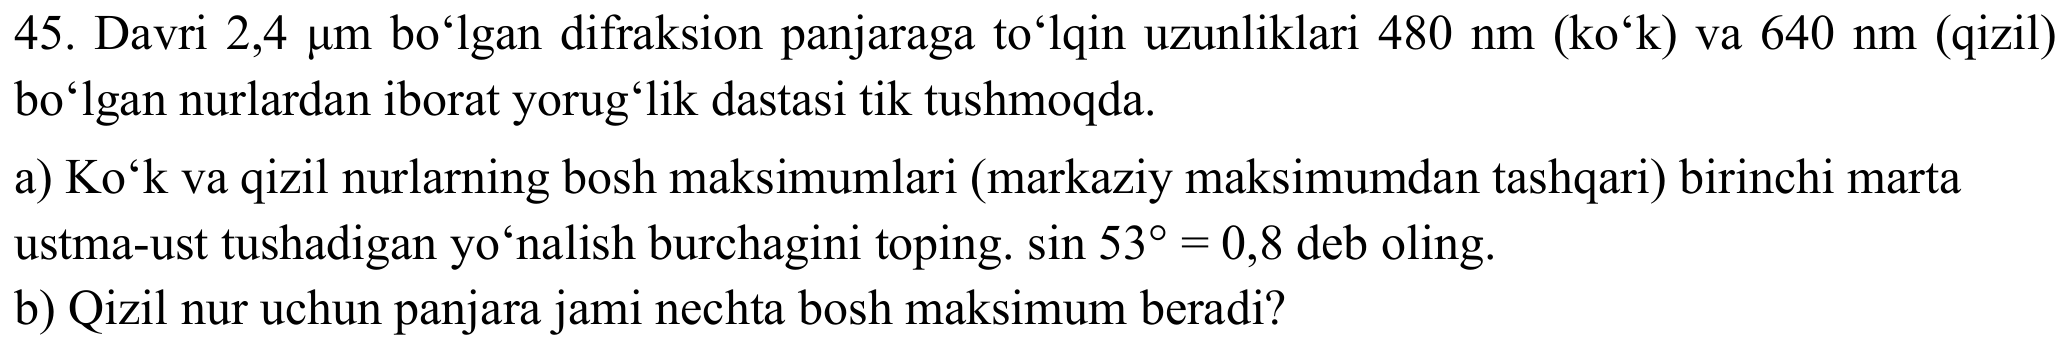 45. Davri 2,4 μm bo‘lgan difraksion panjaraga to‘lqin uzunliklari 480 nm (ko‘k) va 640 nm (qizil)
bo‘lgan nurlardan iborat yorug‘lik dastasi tik tushmoqda.
a) Ko‘k va qizil nurlarning bosh maksimumlari (markaziy maksimumdan tashqari) birinchi marta
ustma-ust tushadigan yo‘nalish burchagini toping. sin 53° = 0,8 deb oling.
b) Qizil nur uchun panjara jami nechta bosh maksimum beradi?